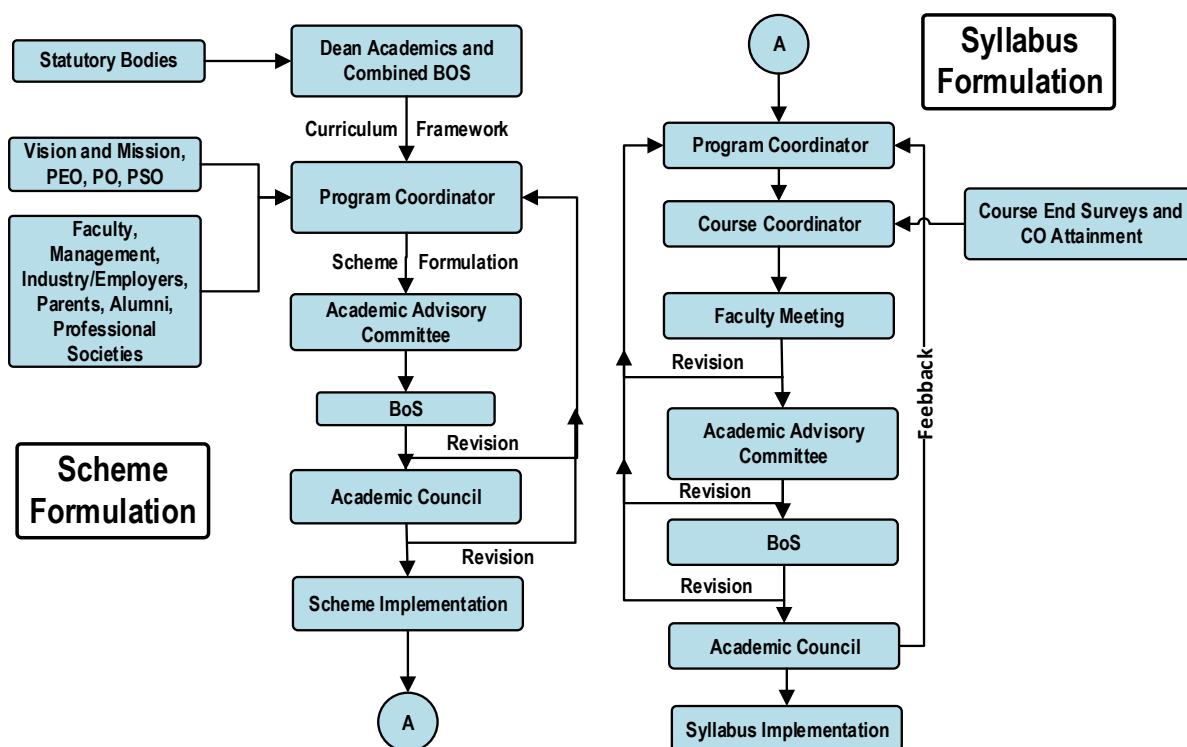 Statutory Bodies
Dean Academics and
Combined BOS
Curriculum Framework
Vision and Mission,
PEO, PO, PSO
Program Coordinator
Faculty,
Management,
Industry/Employers,
Parents, Alumni,
Professional
Societies
Scheme Formulation
Academic Advisory
Committee
BoS
Revision
Scheme
Formulation
Academic Council
Revision
Scheme Implementation
A
A
Syllabus
Formulation
Program Coordinator
Course Coordinator
Course End Surveys and
CO Attainment
Faculty Meeting
Revision
Feebback
Academic Advisory
Committee
Revision
BoS
Revision
Academic Council
Syllabus Implementation